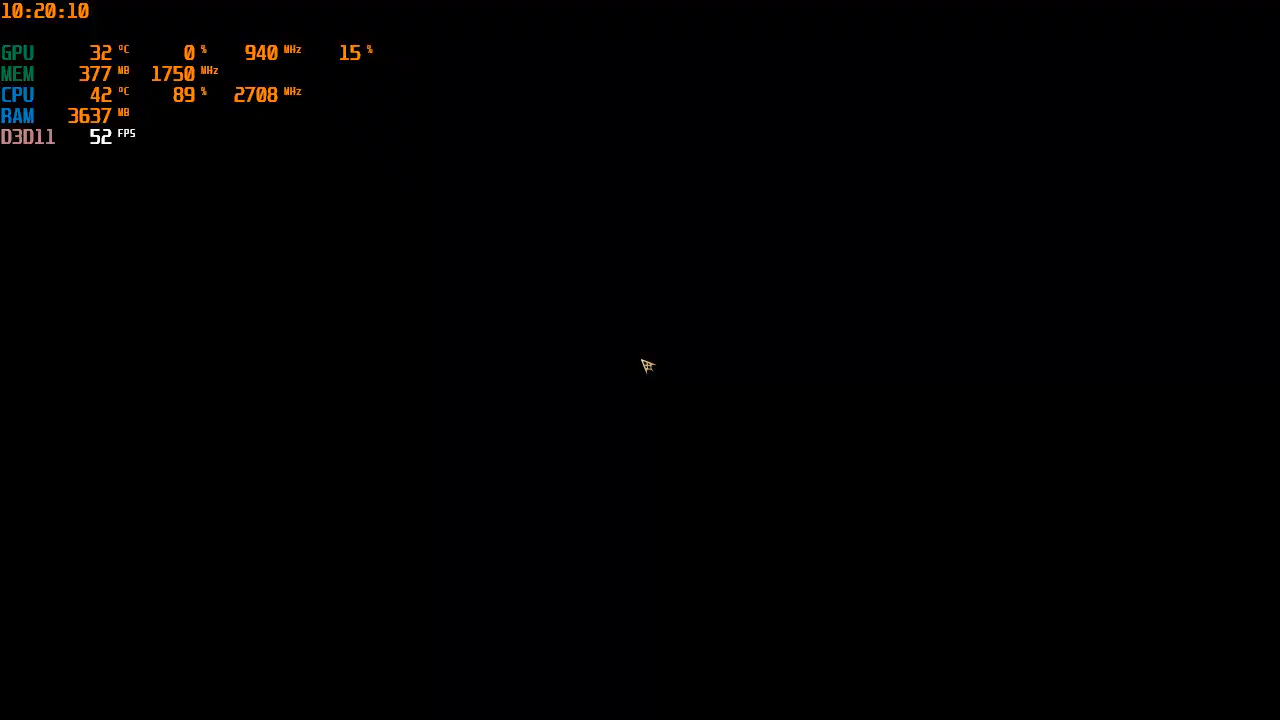 10:20:10
GPU 32 °C 0 % 940 MHz 15 %
MEM 377 MB 1750 MHz
CPU 42 °C 89 % 2708 MHz
RAM 3637 MB
D3D11 52 FPS